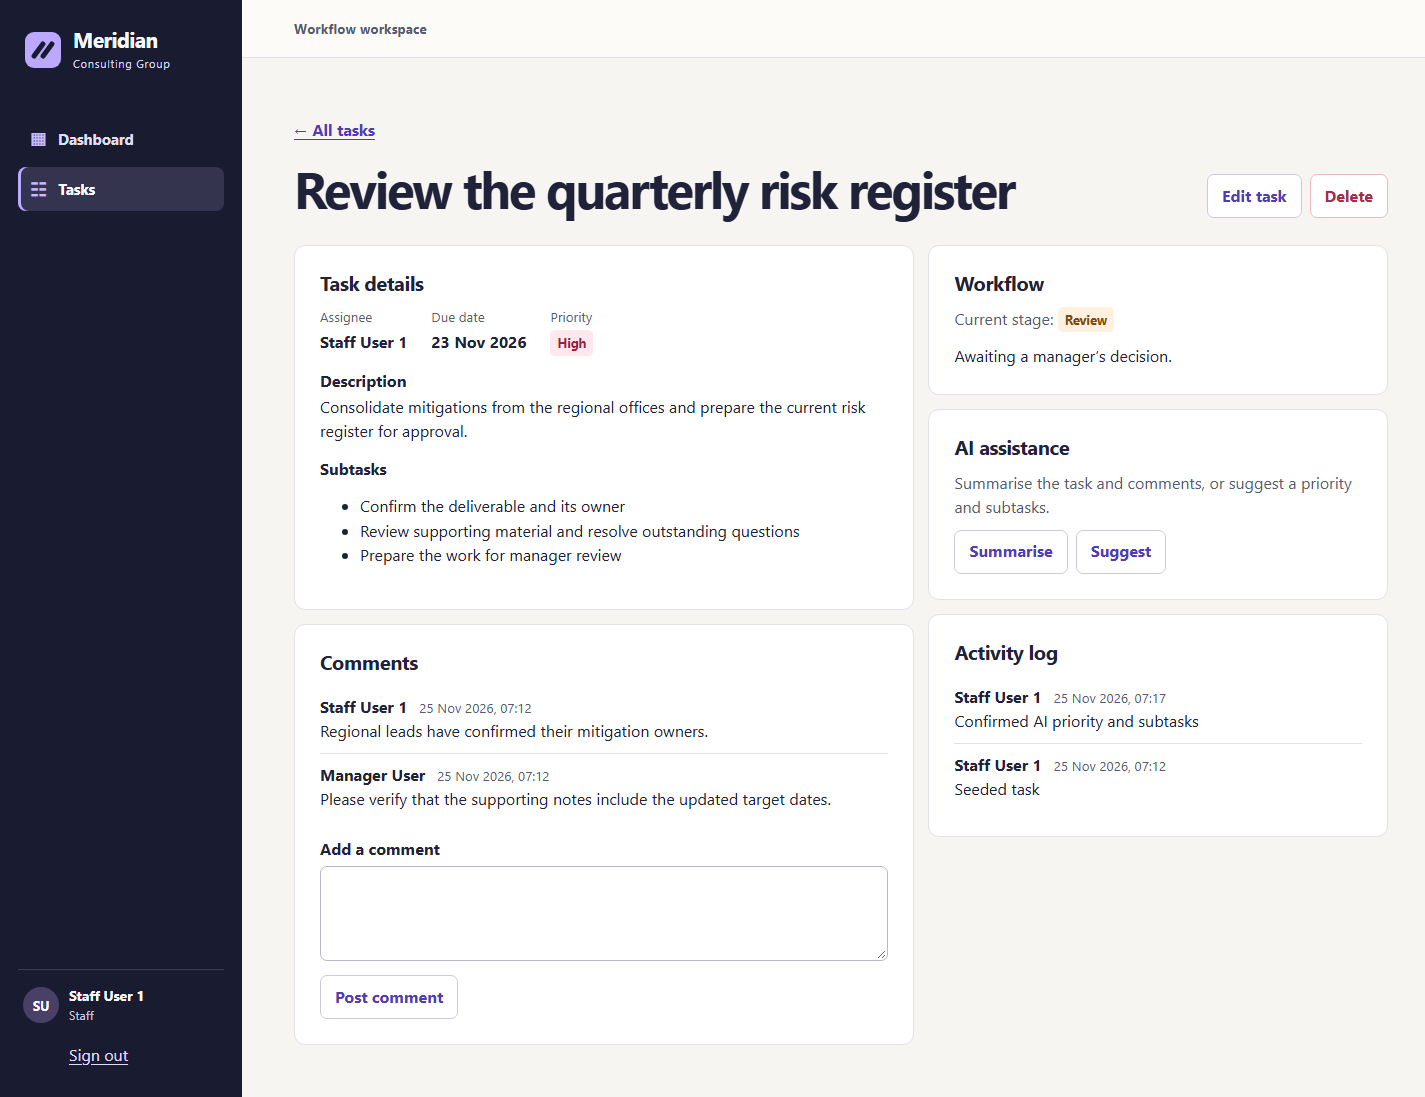 Meridian
Consulting Group
Dashboard
Tasks
SU
Staff User 1
Staff
Sign out
Workflow workspace
← All tasks
Review the quarterly risk register
Edit task
Delete
Task details
Assignee
Staff User 1
Due date
23 Nov 2026
Priority
High
Description
Consolidate mitigations from the regional offices and prepare the current risk
register for approval.
Subtasks
• Confirm the deliverable and its owner
• Review supporting material and resolve outstanding questions
• Prepare the work for manager review
Comments
Staff User 1 25 Nov 2026, 07:12
Regional leads have confirmed their mitigation owners.
Manager User 25 Nov 2026, 07:12
Please verify that the supporting notes include the updated target dates.
Add a comment
Post comment
Workflow
Current stage: Review
Awaiting a manager’s decision.
AI assistance
Summarise the task and comments, or suggest a priority
and subtasks.
Summarise
Suggest
Activity log
Staff User 1 25 Nov 2026, 07:17
Confirmed AI priority and subtasks
Staff User 1 25 Nov 2026, 07:12
Seeded task